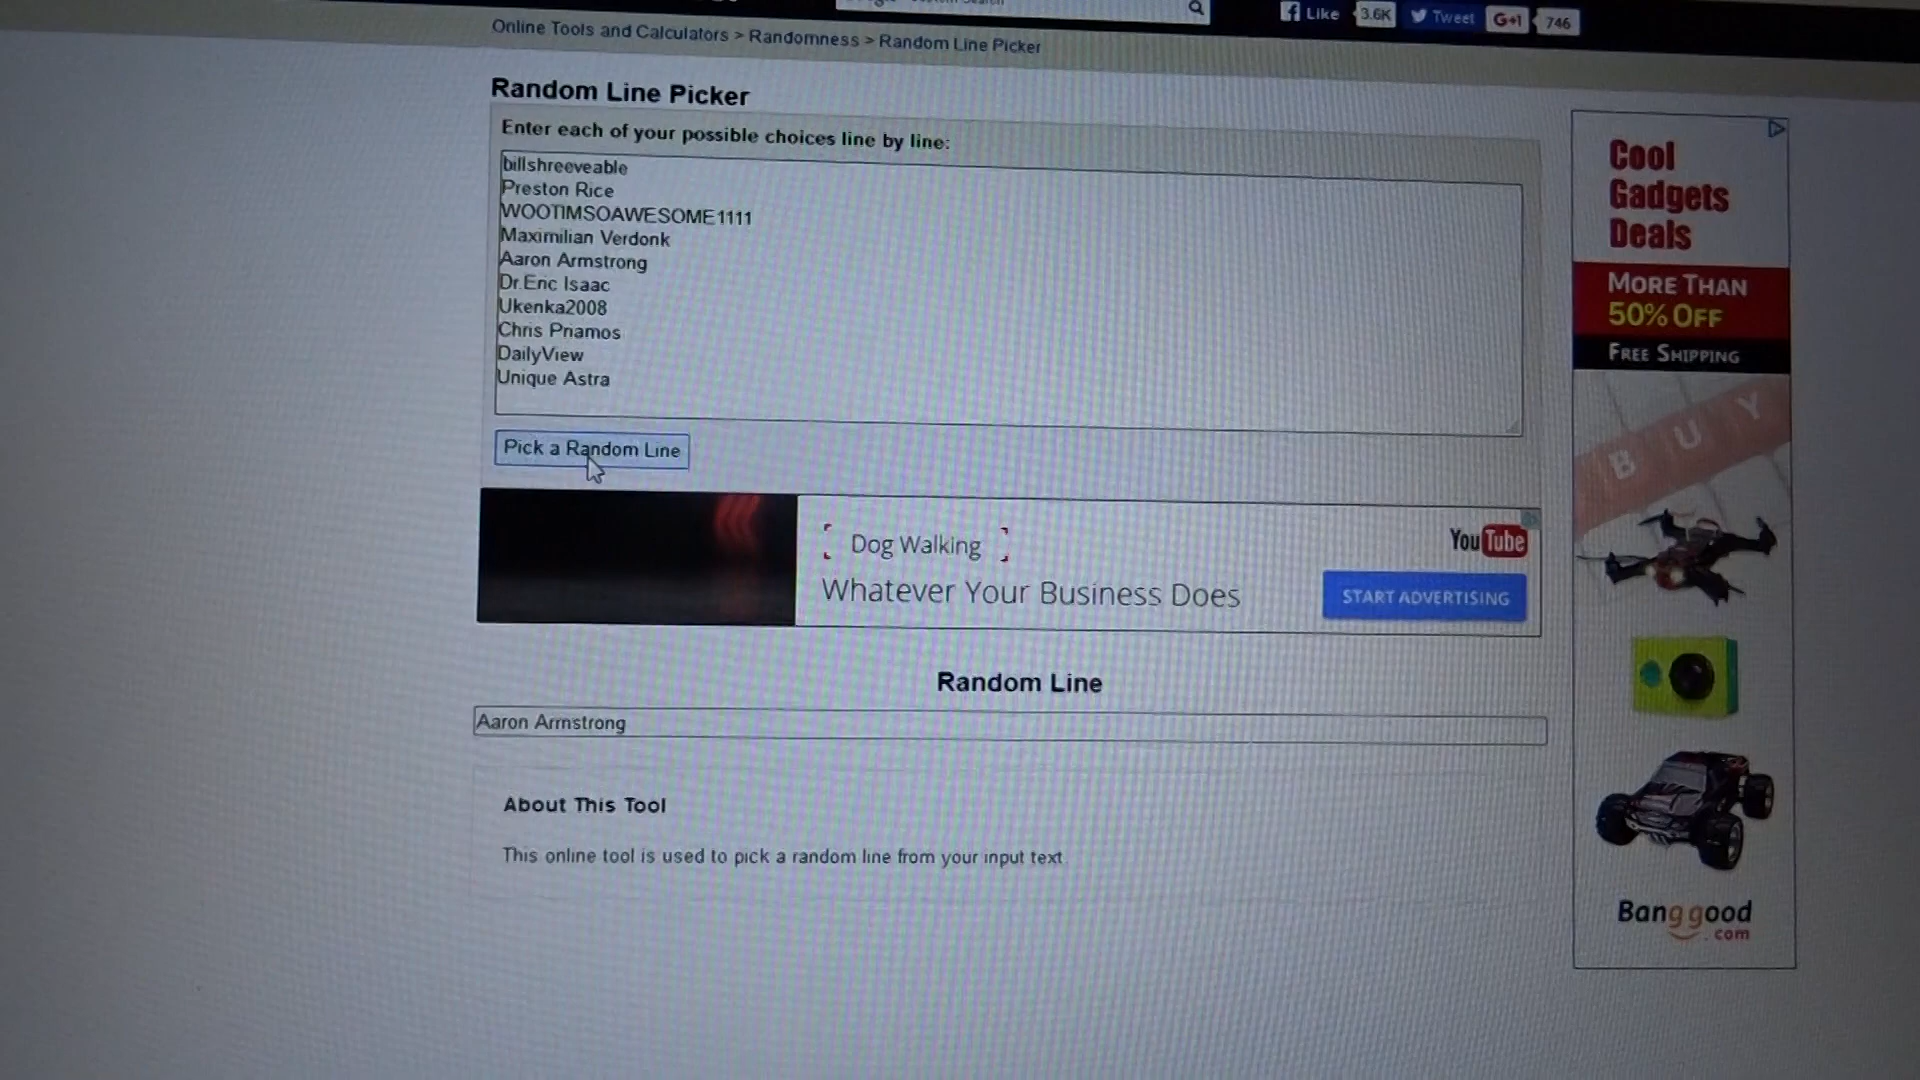 Like 3.6K Tweet G+1 746
Online Tools and Calculators > Randomness > Random Line Picker
Random Line Picker
Enter each of your possible choices line by line:
billshreeveable
Preston Rice
WOOTIMSOAWESOME1111
Maximilian Verdonk
Aaron Armstrong
Dr.Eric Isaac
Ukenka2008
Chris Priamos
DailyView
Unique Astra
Pick a Random Line
Dog Walking
Whatever Your Business Does
YouTube
START ADVERTISING
Random Line
Aaron Armstrong
About This Tool
This online tool is used to pick a random line from your input text
Cool
Gadgets
Deals
MORE THAN
50% OFF
FREE SHIPPING
BUY
Banggood
.com